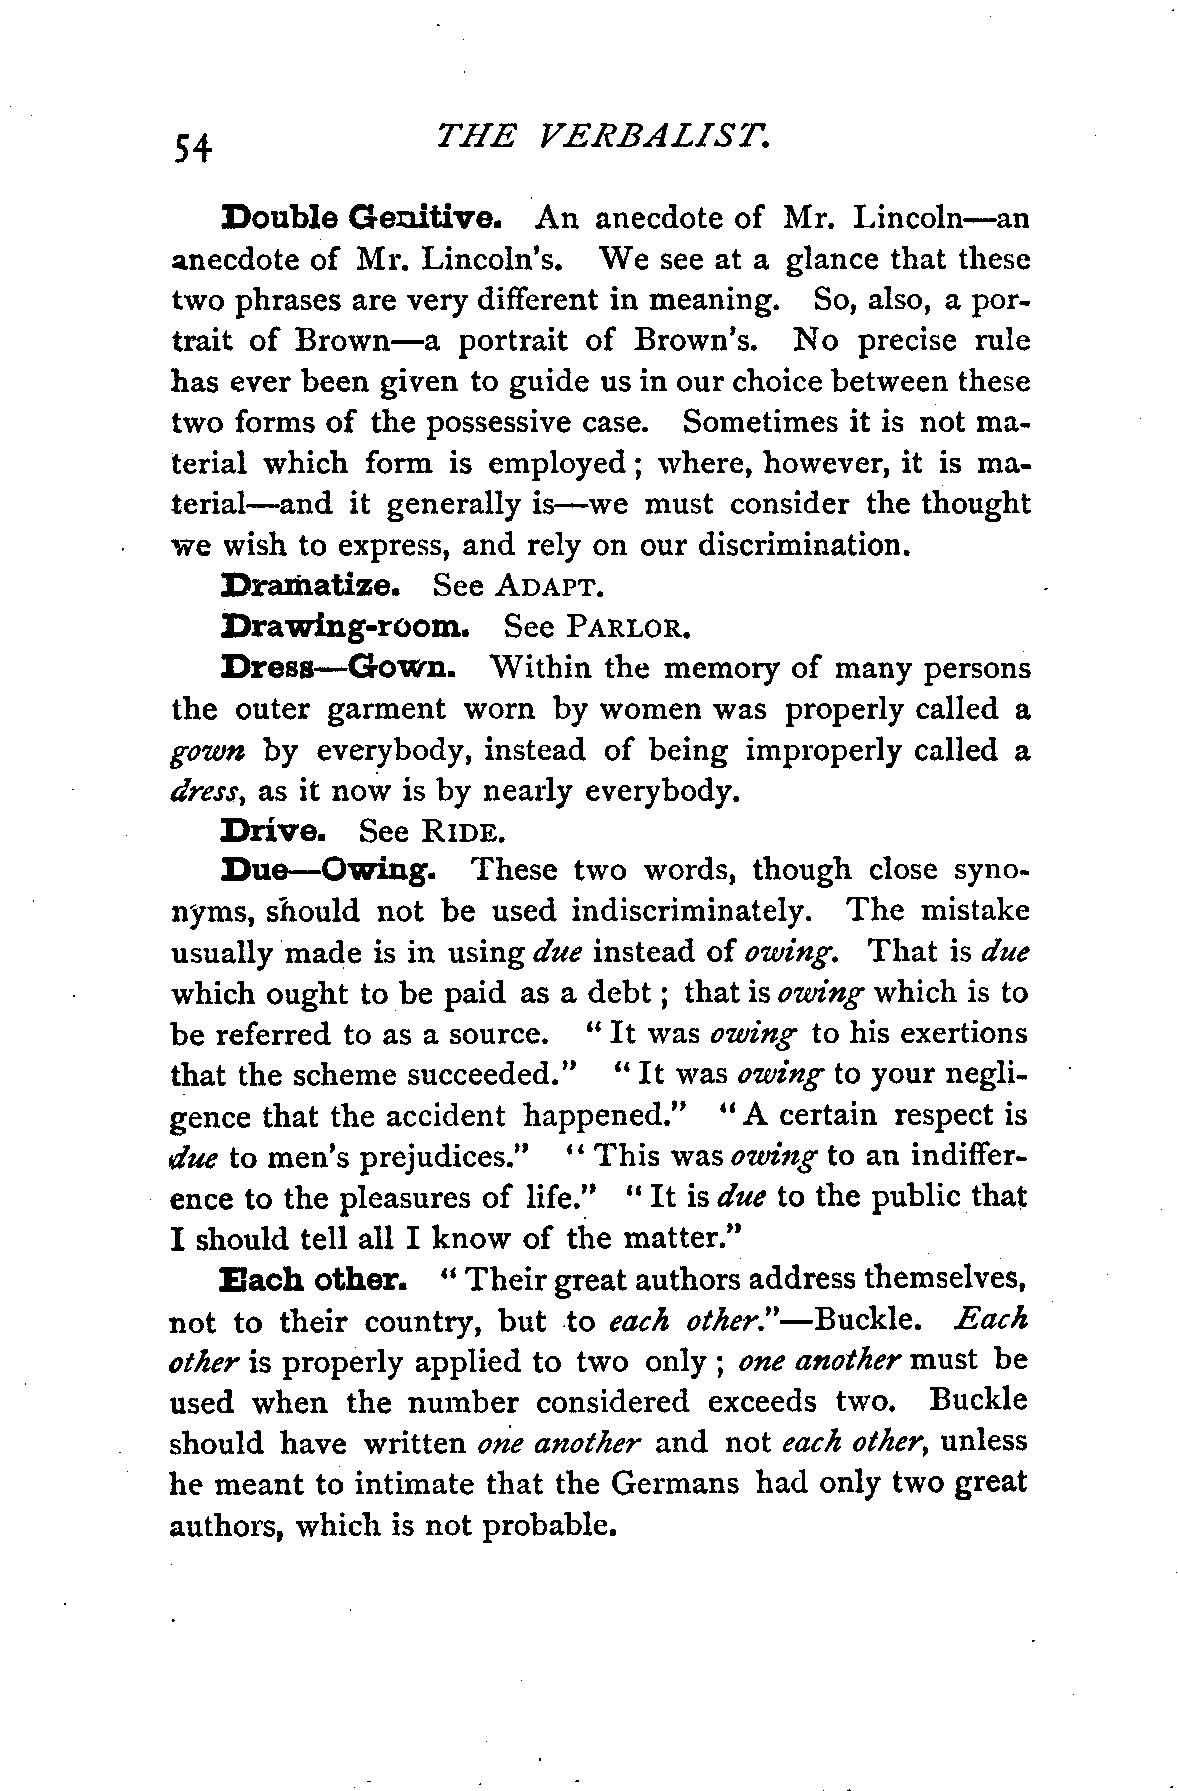 54
THE VERBALIST.
Double Genitive. An anecdote of Mr. Lincoln—an
anecdote of Mr. Lincoln's. We see at a glance that these
two phrases are very different in meaning. So, also, a por-
trait of Brown—a portrait of Brown's. No precise rule
has ever been given to guide us in our choice between these
two forms of the possessive case. Sometimes it is not ma-
terial which form is employed; where, however, it is ma-
terial—and it generally is—we must consider the thought
we wish to express, and rely on our discrimination.
Dramatize. See ADAPT.
Drawing-room. See PARLOR.
Dress—Gown. Within the memory of many persons
the outer garment worn by women was properly called a
gown by everybody, instead of being improperly called a
dress, as it now is by nearly everybody.
Drive. See RIDE.
Due—Owing. These two words, though close syno-
nyms, should not be used indiscriminately. The mistake
usually made is in using due instead of owing. That is due
which ought to be paid as a debt; that is owing which is to
be referred to as a source. "It was owing to his exertions
that the scheme succeeded." "It was owing to your negli-
gence that the accident happened." "A certain respect is
due to men's prejudices." "This was owing to an indiffer-
ence to the pleasures of life." "It is due to the public that
I should tell all I know of the matter."
Each other. "Their great authors address themselves,
not to their country, but to each other."—Buckle. Each
other is properly applied to two only; one another must be
used when the number considered exceeds two. Buckle
should have written one another and not each other, unless
he meant to intimate that the Germans had only two great
authors, which is not probable.